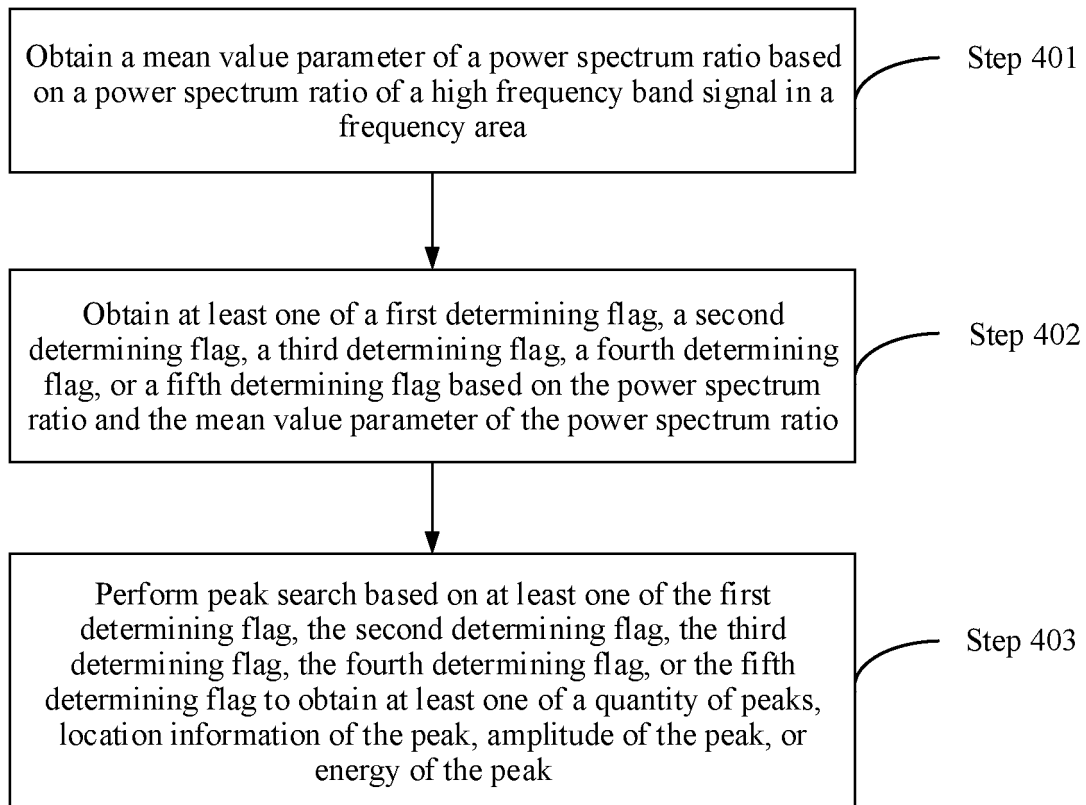 Obtain a mean value parameter of a power spectrum ratio based
on a power spectrum ratio of a high frequency band signal in a
frequency area
Step 401
Obtain at least one of a first determining flag, a second
determining flag, a third determining flag, a fourth determining
flag, or a fifth determining flag based on the power spectrum
ratio and the mean value parameter of the power spectrum ratio
Step 402
Perform peak search based on at least one of the first
determining flag, the second determining flag, the third
determining flag, the fourth determining flag, or the fifth
determining flag to obtain at least one of a quantity of peaks,
location information of the peak, amplitude of the peak, or
energy of the peak
Step 403